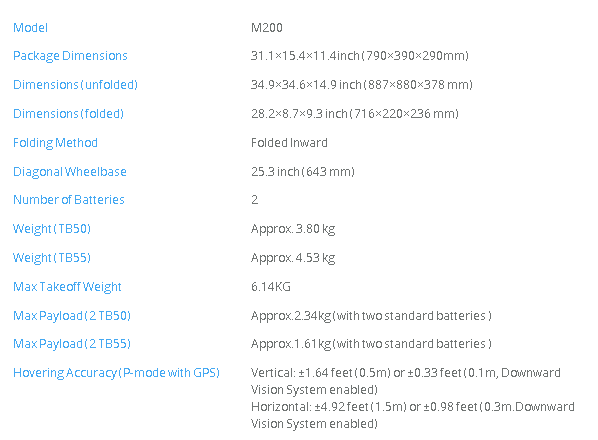 Model M200
Package Dimensions 31.1×15.4×11.4inch (790×390×290mm)
Dimensions (unfolded) 34.9×34.6×14.9 inch (887×880×378 mm)
Dimensions (folded) 28.2×8.7×9.3 inch (716×220×236 mm)
Folding Method Folded Inward
Diagonal Wheelbase 25.3 inch (643 mm)
Number of Batteries 2
Weight (TB50) Approx. 3.80 kg
Weight (TB55) Approx. 4.53 kg
Max Takeoff Weight 6.14KG
Max Payload (2 TB50) Approx.2.34kg (with two standard batteries )
Max Payload (2 TB55) Approx.1.61kg (with two standard batteries )
Hovering Accuracy (P-mode with GPS) Vertical: ±1.64 feet (0.5m) or ±0.33 feet (0.1m, Downward
Vision System enabled)
Horizontal: ±4.92 feet (1.5m) or ±0.98 feet (0.3m.Downward
Vision System enabled)